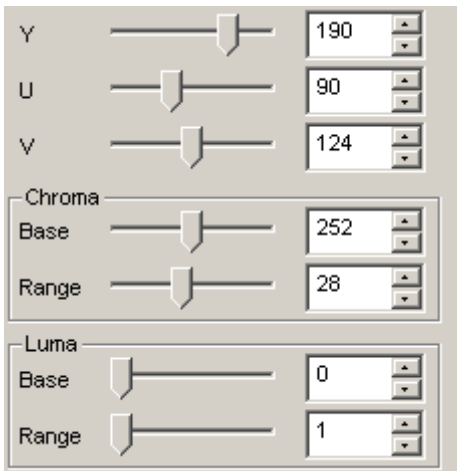 Y 190
U 90
V 124
Chroma
Base 252
Range 28
Luma
Base 0
Range 1